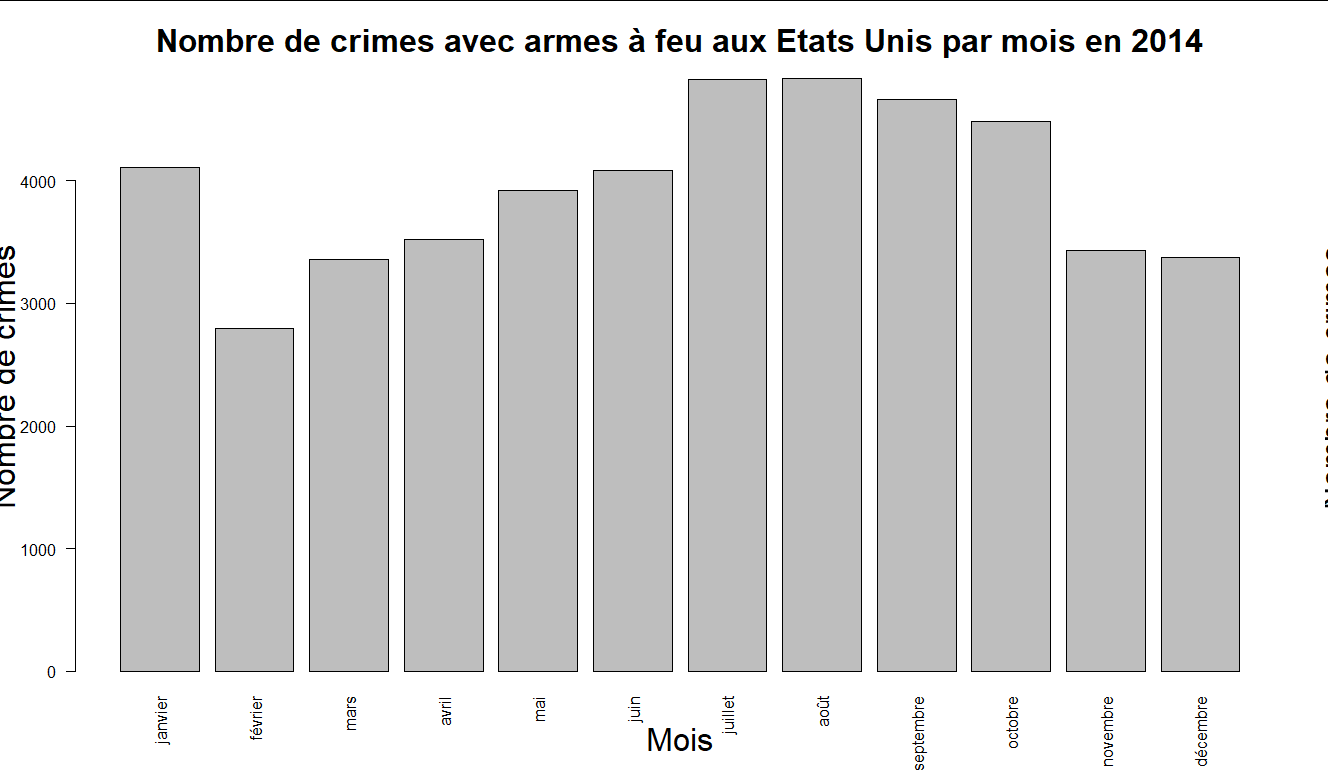 Nombre de crimes avec armes à feu aux Etats Unis par mois en 2014
Nombre de crimes
4000
3000
2000
1000
0
janvier
février
mars
avril
mai
juin
juillet
août
septembre
octobre
novembre
décembre
Mois